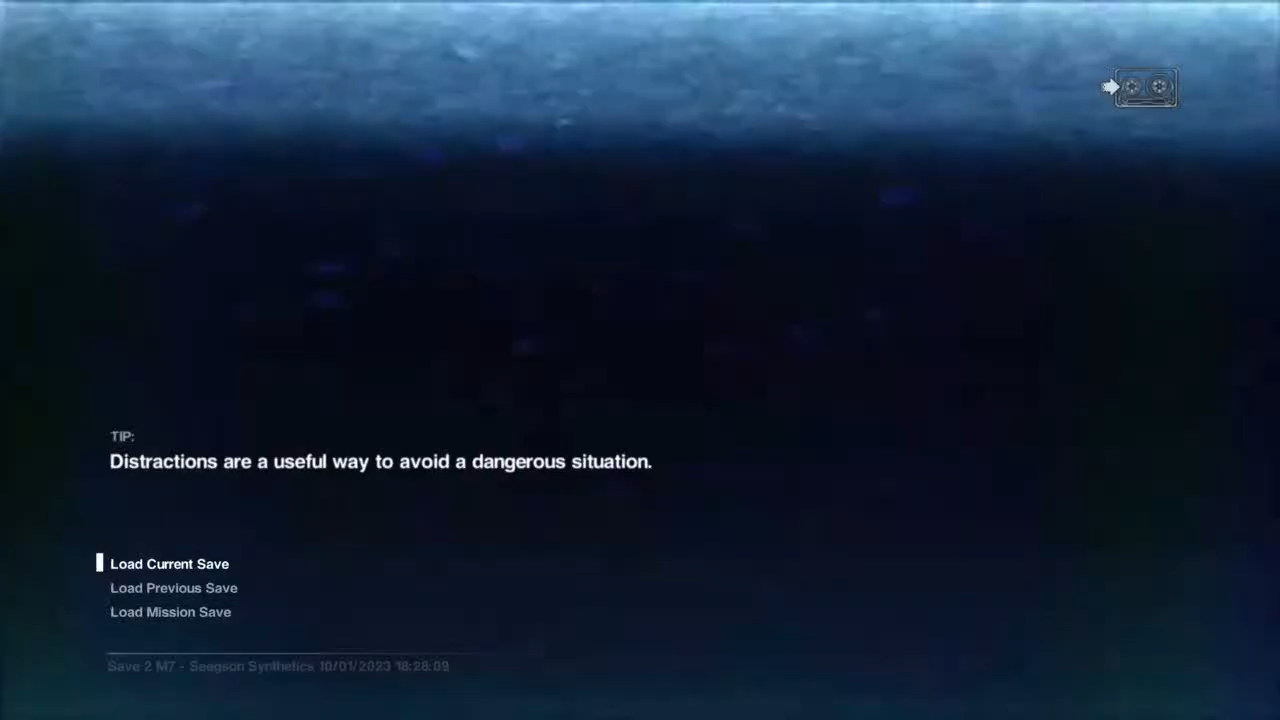 TIP:
Distractions are a useful way to avoid a dangerous situation.
Load Current Save
Load Previous Save
Load Mission Save
Save 2 M7 - Seegson Synthetics 10/01/2023 18:28:09